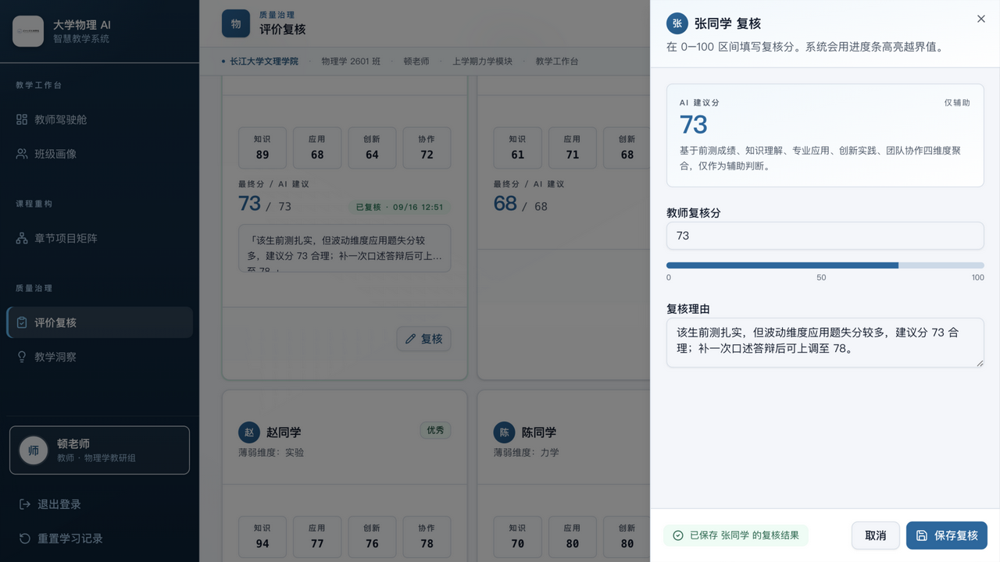 大学物理 AI
智慧教学系统
教学工作台
教师驾驶舱
班级画像
课程重构
章节项目矩阵
质量治理
评价复核
教学洞察
师
顿老师
教师 · 物理学教研组
退出登录
重置学习记录
物
质量治理
评价复核
长江大学文理学院 · 物理学 2601 班 · 顿老师 · 上学期力学模块 · 教学工作台
知识 应用 创新 协作
89 68 64 72
最终分 / AI 建议
73 / 73
已复核 · 09/16 12:51
「该生前测扎实，但波动维度应用题失分较
多，建议分 73 合理；补一次口述答辩后可上...
至 78 」
复核
知识 应用 创新
61 71 68
最终分 / AI 建议
68 / 68
赵 赵同学
优秀
薄弱维度：实验
知识 应用 创新 协作
94 77 76 78
陈 陈同学
薄弱维度：力学
知识 应用 创新
70 80 80
张 张同学 复核
在 0—100 区间填写复核分。系统会用进度条高亮越界值。
AI 建议分
仅辅助
73
基于前测成绩、知识理解、专业应用、创新实践、团队协作四维度聚
合，仅作为辅助判断。
教师复核分
73
0 50 100
复核理由
该生前测扎实，但波动维度应用题失分较多，建议分 73 合
理；补一次口述答辩后可上调至 78。
已保存 张同学 的复核结果
取消
保存复核